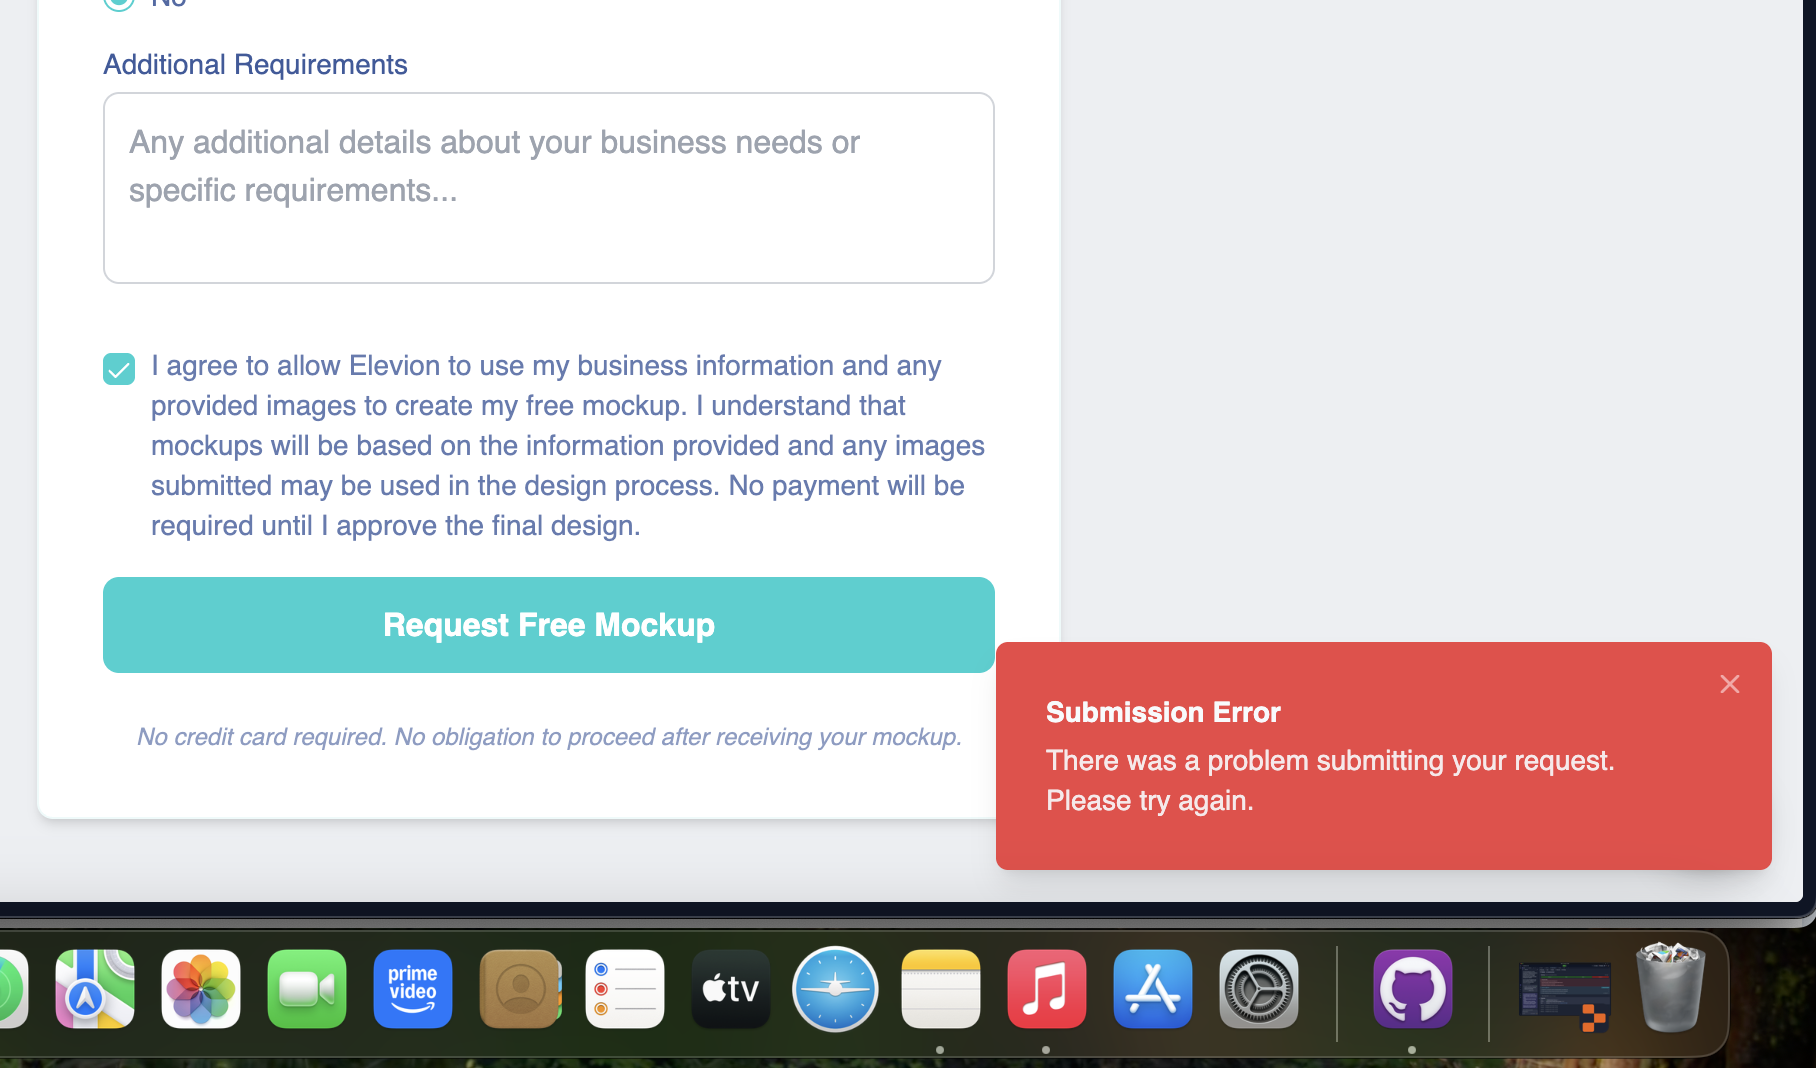 No
Additional Requirements
Any additional details about your business needs or
specific requirements...
I agree to allow Elevion to use my business information and any
provided images to create my free mockup. I understand that
mockups will be based on the information provided and any images
submitted may be used in the design process. No payment will be
required until I approve the final design.
Request Free Mockup
No credit card required. No obligation to proceed after receiving your mockup.
Submission Error
There was a problem submitting your request.
Please try again.
prime
video
tv